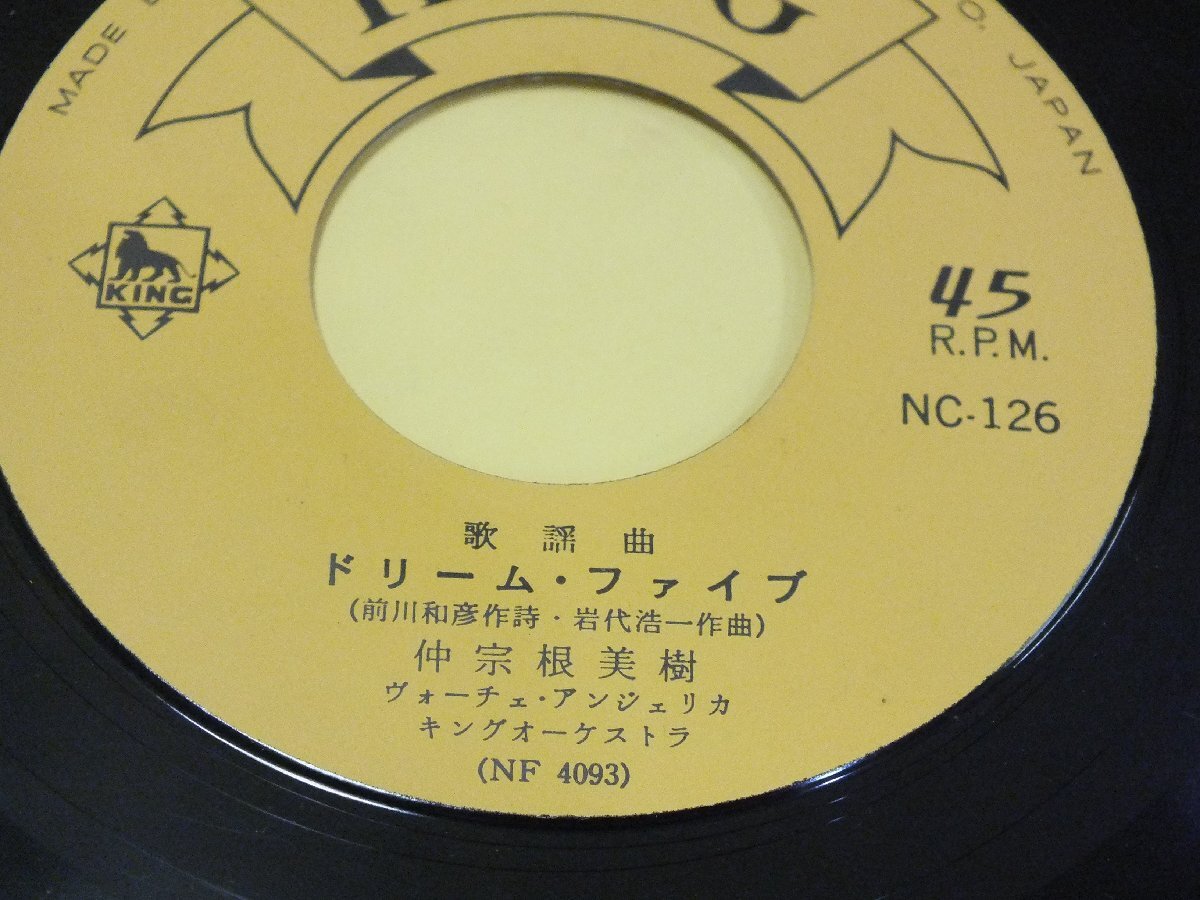 MADE
O. JAPAN
KING
45
R.P.M.
NC-126
歌謡曲
ドリーム・ファイブ
(前川和彦作詩・岩代浩一作曲)
仲宗根美樹
ヴォーチェ・アンジェリカ
キングオーケストラ
(NF 4093)